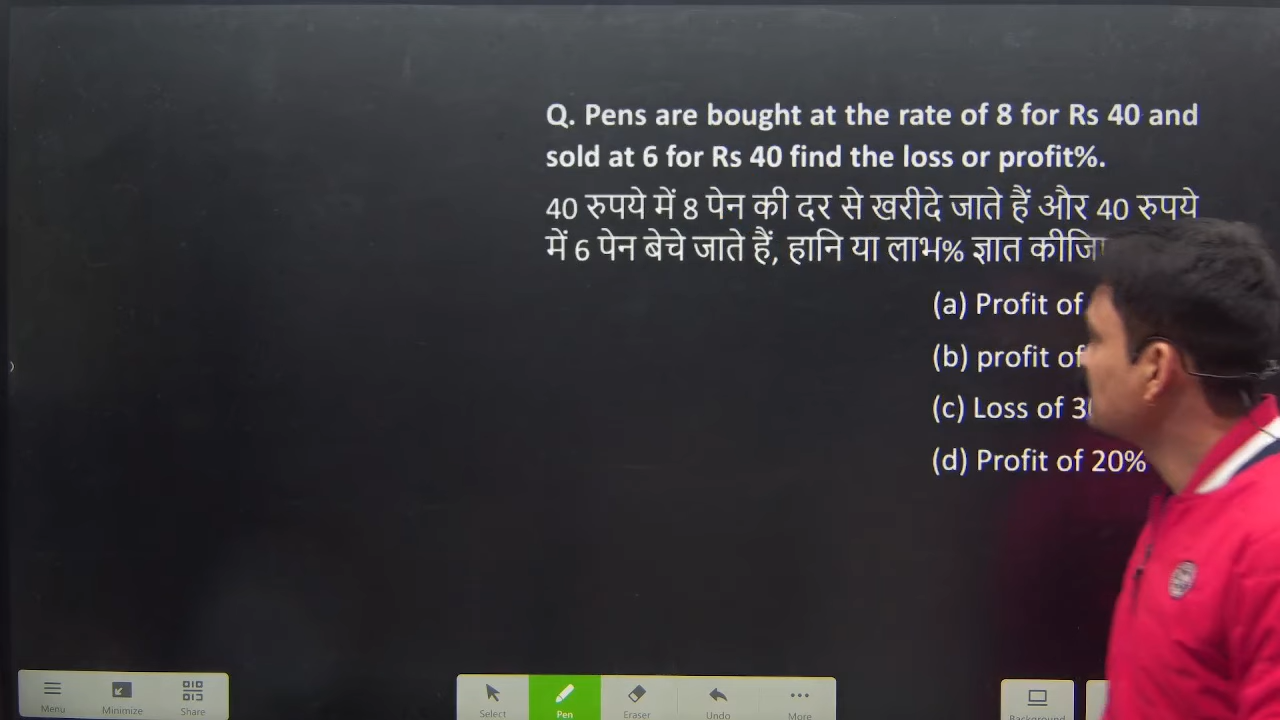 Q. Pens are bought at the rate of 8 for Rs 40 and
sold at 6 for Rs 40 find the loss or profit%.
40 रुपये में 8 पेन की दर से खरीदे जाते हैं और 40 रुपये
में 6 पेन बेचे जाते हैं, हानि या लाभ% ज्ञात
(a) Profit of
(b) profit of
(c) Loss of
(d) Profit of 20%
Menu
Minimize
Share
Select
Pen
Eraser
Undo
More
Background